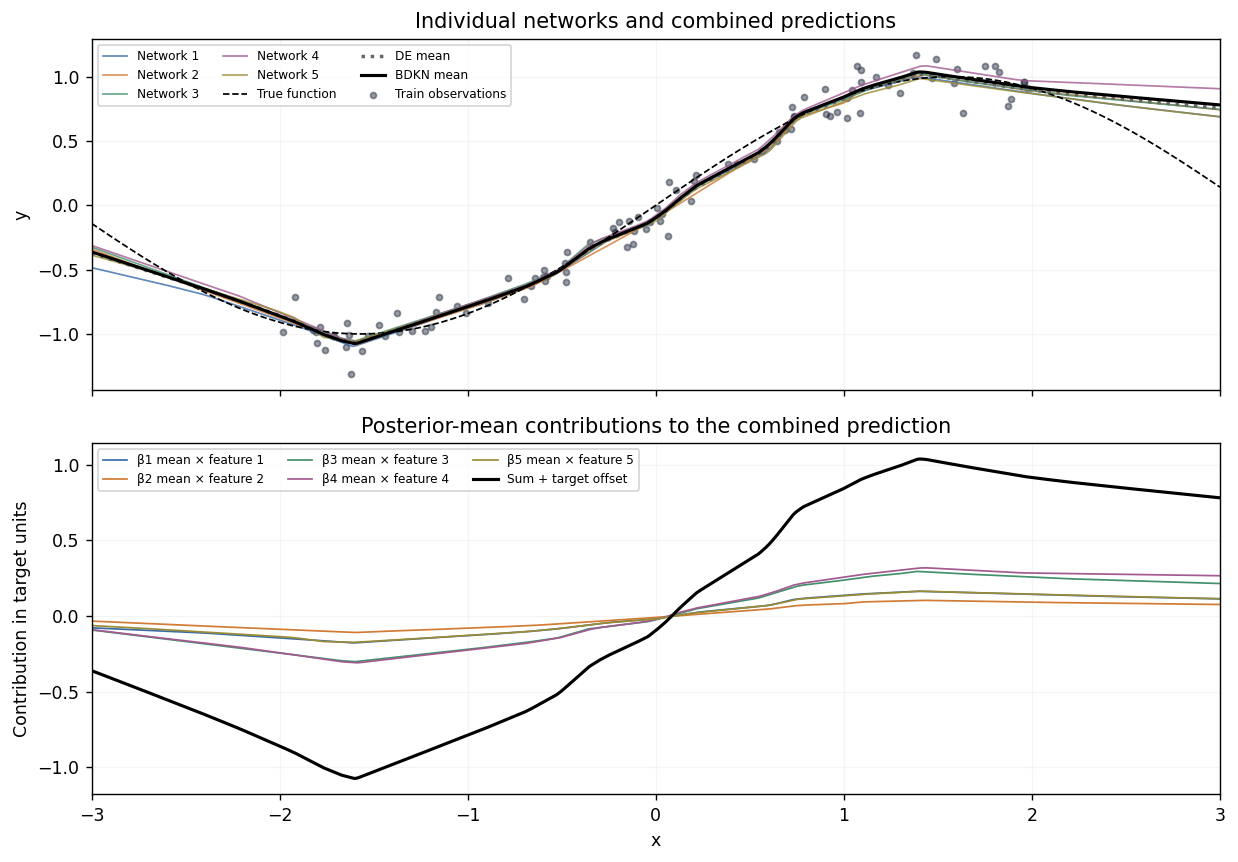 Individual networks and combined predictions
Network 1
Network 2
Network 3
Network 4
Network 5
True function
DE mean
BDKN mean
Train observations
1.0
0.5
0.0
−0.5
−1.0
y
Posterior-mean contributions to the combined prediction
β1 mean × feature 1
β2 mean × feature 2
β3 mean × feature 3
β4 mean × feature 4
β5 mean × feature 5
Sum + target offset
1.0
0.5
0.0
−0.5
−1.0
Contribution in target units
−3
−2
−1
0
1
2
3
x